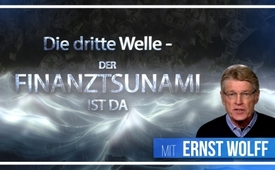 Die dritte Welle -
DER
FINANZTSUNAMI
IST DA
MIT ERNST WOLFF